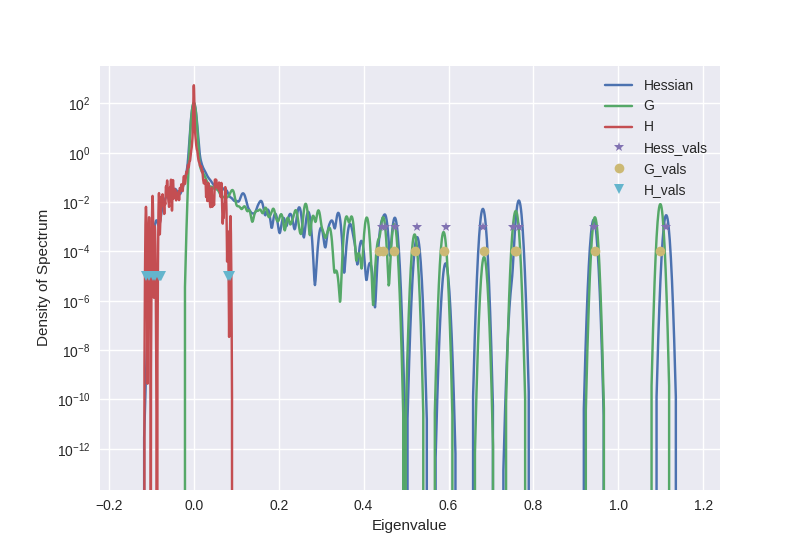 Hessian
G
H
Hess_vals
G_vals
H_vals
10^2
10^0
10^−2
10^−4
10^−6
10^−8
10^−10
10^−12
Density of Spectrum
−0.2 0.0 0.2 0.4 0.6 0.8 1.0 1.2
Eigenvalue